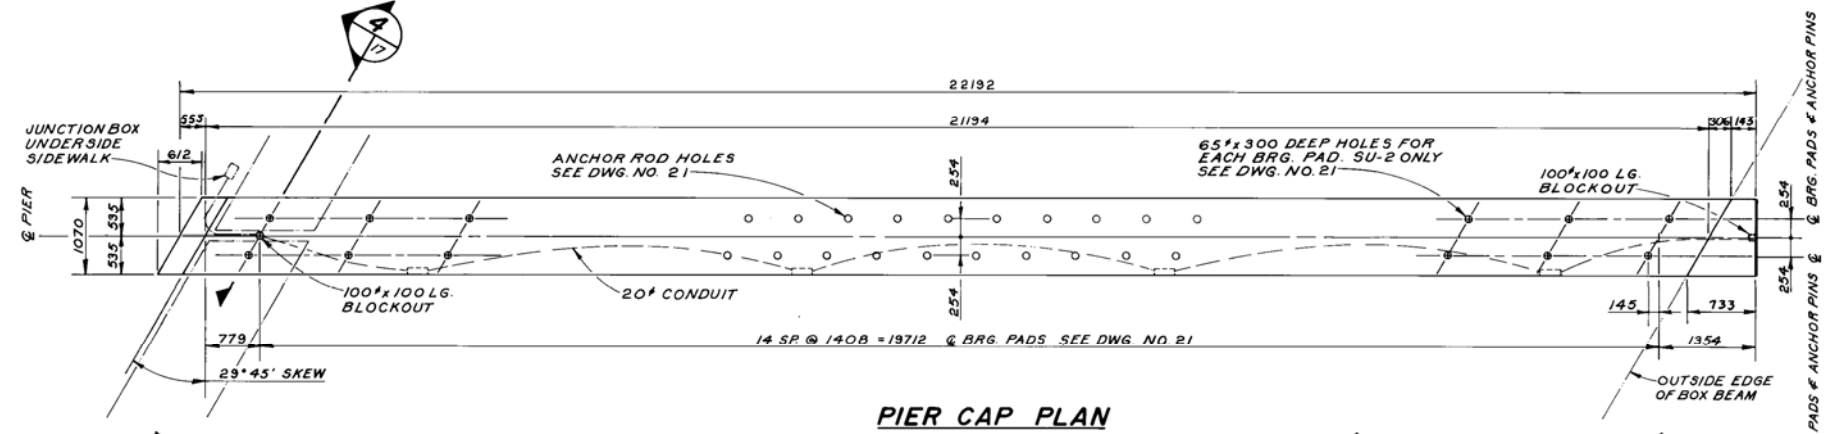 4
17
22192
553
21194
306
143
JUNCTION BOX
UNDERSIDE
SIDEWALK
612
ANCHOR ROD HOLES
SEE DWG. NO. 21
254
65ϕ x 300 DEEP HOLES FOR
EACH BRG. PAD. SU-2 ONLY
SEE DWG. NO. 21
100ϕ x 100 LG.
BLOCKOUT
254
℄ BRG. PADS & ANCHOR PINS
℄ PIER
1070
535
535
100ϕ x 100 LG.
BLOCKOUT
20ϕ CONDUIT
254
145
733
254
PADS & ANCHOR PINS ℄
779
14 SP. @ 1408 = 19712 ℄ BRG. PADS SEE DWG. NO. 21
1354
29°45' SKEW
OUTSIDE EDGE
OF BOX BEAM
PIER CAP PLAN